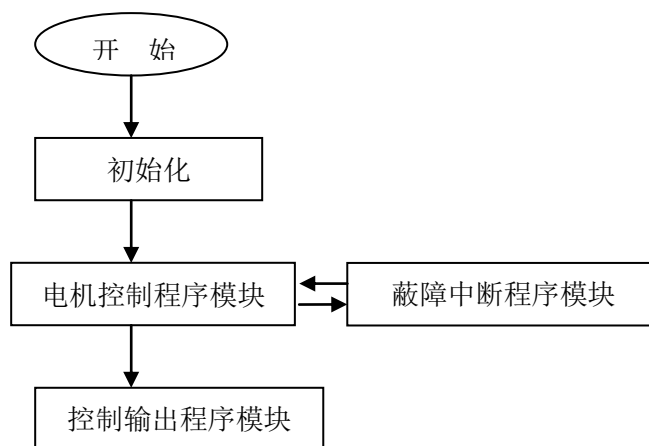 开 始
初始化
电机控制程序模块
蔽障中断程序模块
控制输出程序模块